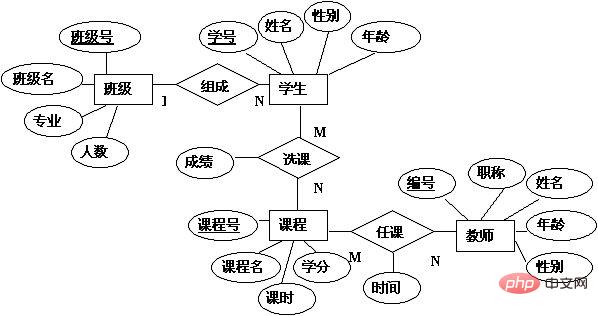 班级号
学号
姓名
性别
年龄
班级名
班级
1
组成
N
学生
专业
人数
M
成绩
洗课
N
编号
职称
姓名
课程号
课程
M
任课
N
教师
年龄
课程名
学分
时间
性别
课时
php 中文网